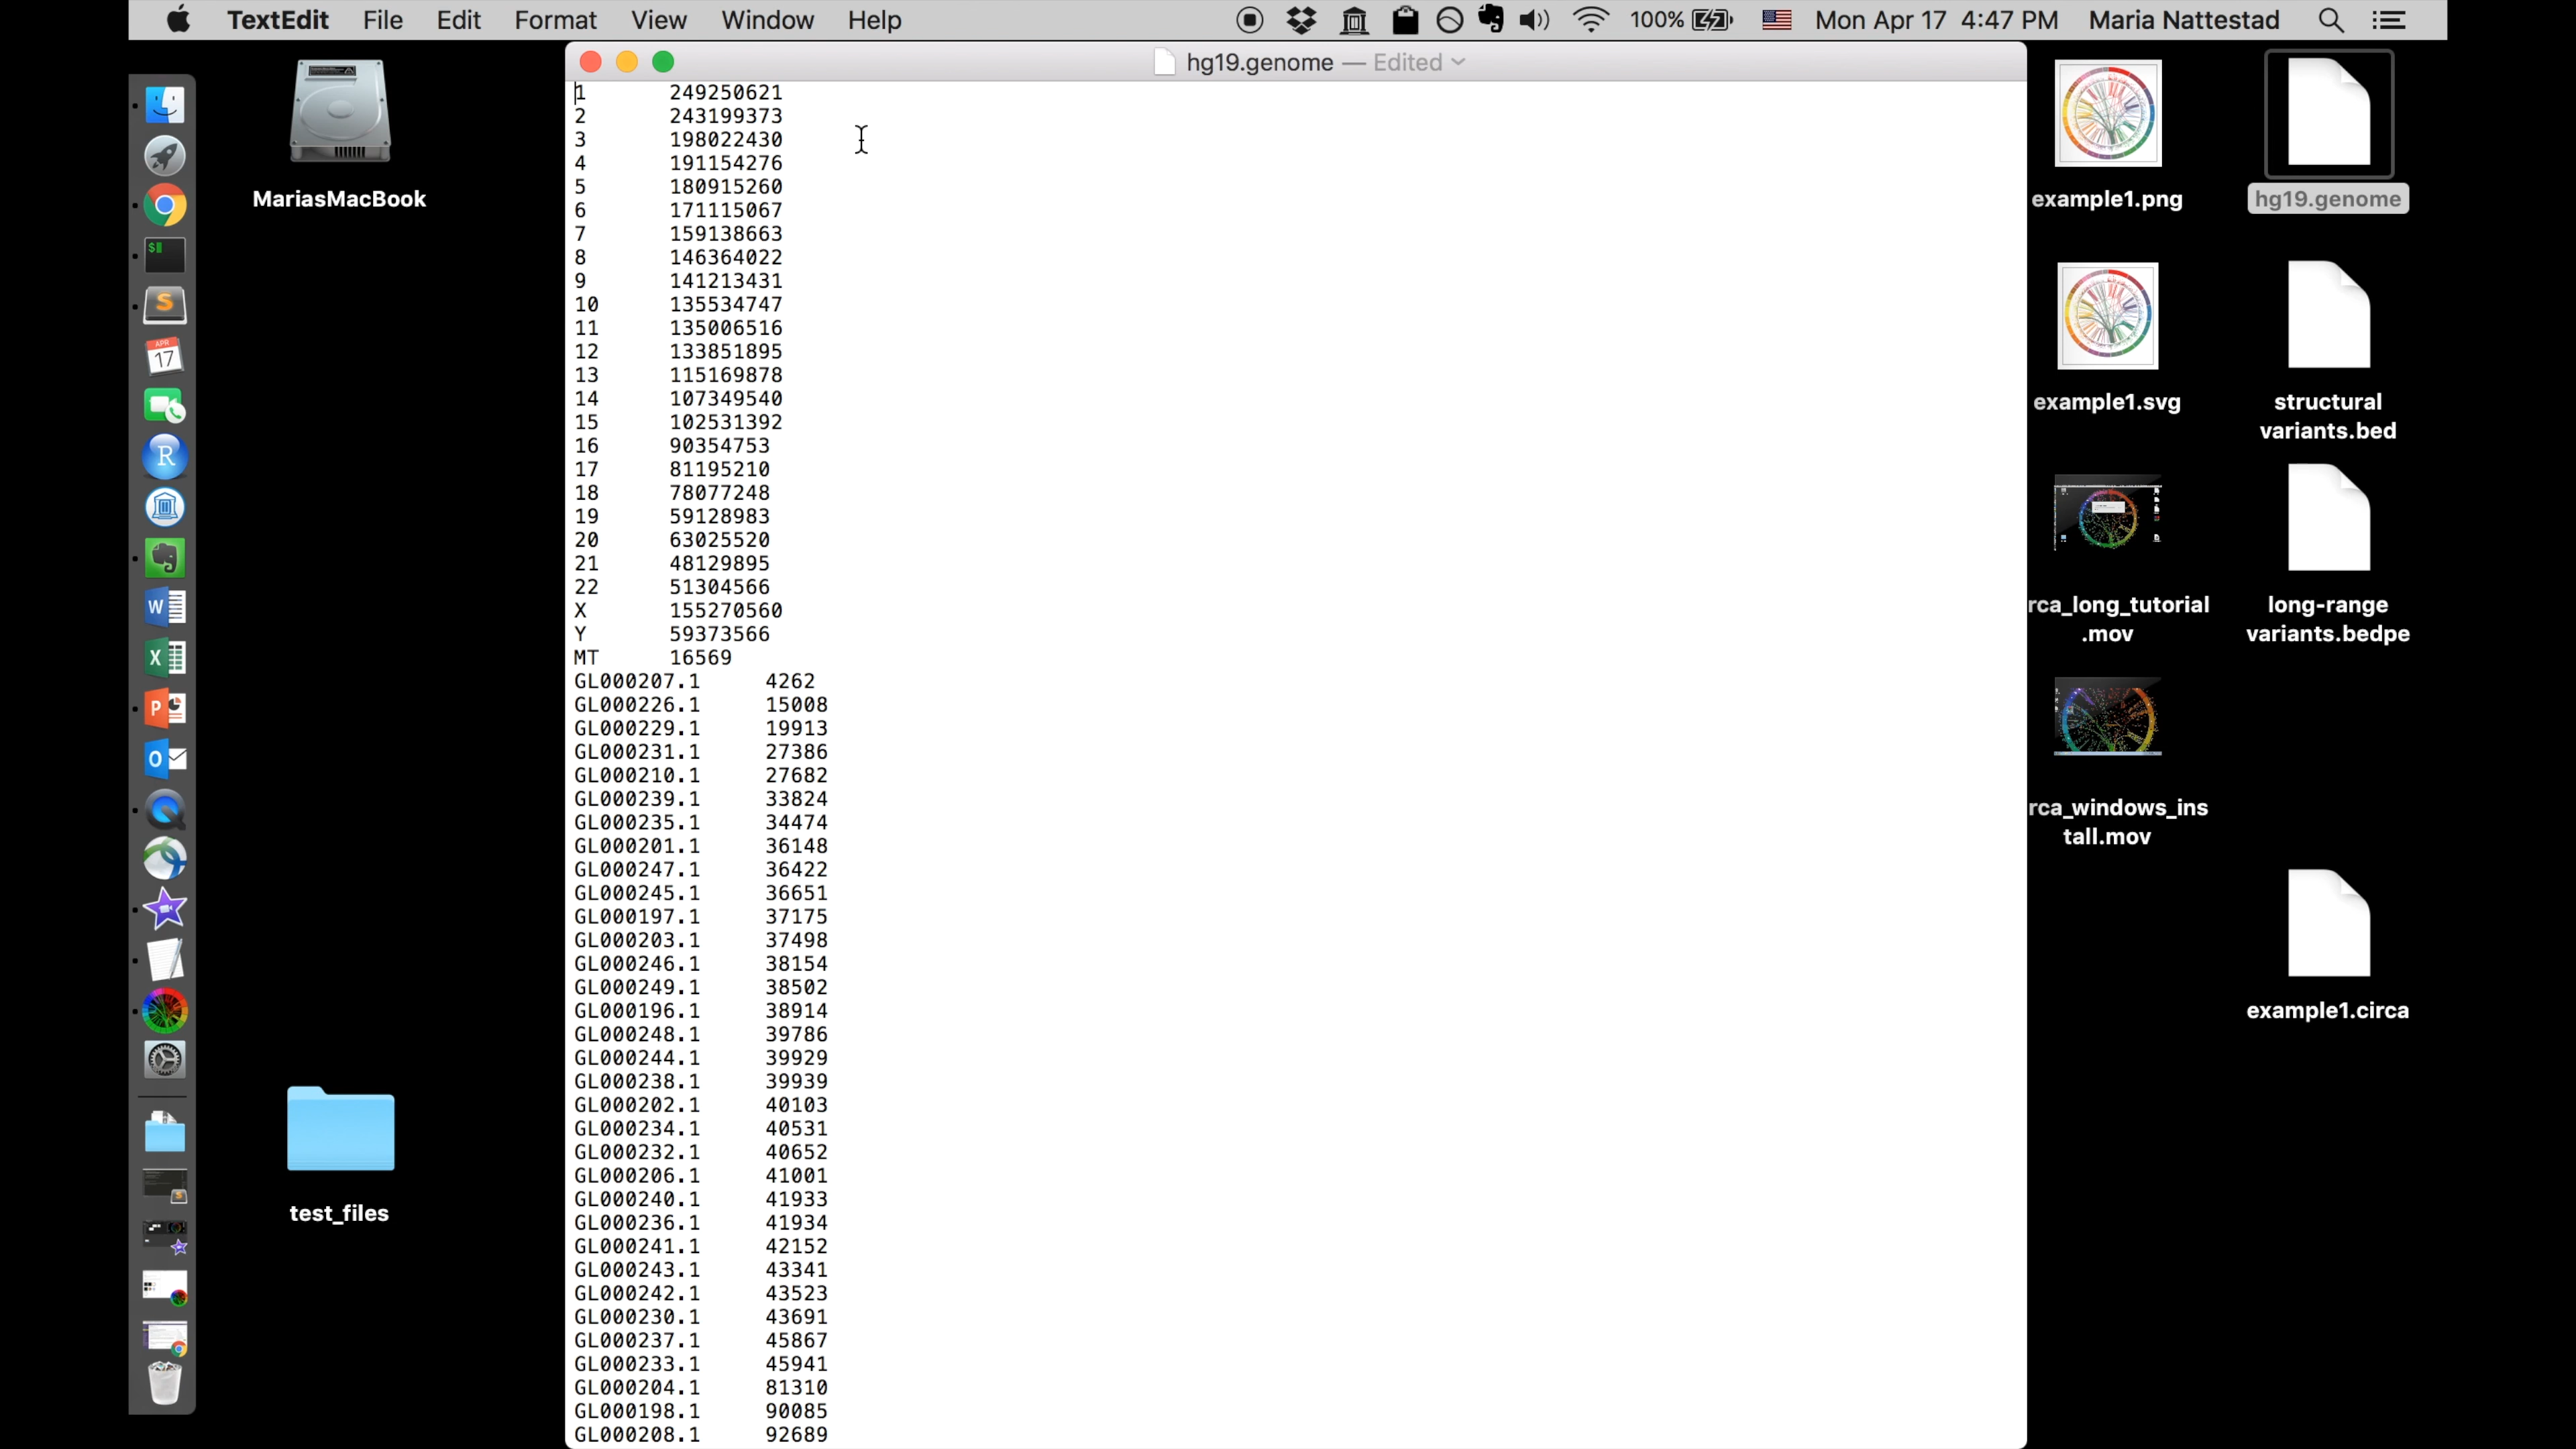 TextEdit File Edit Format View Window Help 100% Mon Apr 17 4:47 PM Maria Nattestad
hg19.genome — Edited
1 249250621
2 243199373
3 198022430
4 191154276
5 180915260
6 171115067
7 159138663
8 146364022
9 141213431
10 135534747
11 135006516
12 133851895
13 115169878
14 107349540
15 102531392
16 90354753
17 81195210
18 78077248
19 59128983
20 63025520
21 48129895
22 51304566
X 155270560
Y 59373566
MT 16569
GL000207.1 4262
GL000226.1 15008
GL000229.1 19913
GL000231.1 27386
GL000210.1 27682
GL000239.1 33824
GL000235.1 34474
GL000201.1 36148
GL000247.1 36422
GL000245.1 36651
GL000197.1 37175
GL000203.1 37498
GL000246.1 38154
GL000249.1 38502
GL000196.1 38914
GL000248.1 39786
GL000244.1 39929
GL000238.1 39939
GL000202.1 40103
GL000234.1 40531
GL000232.1 40652
GL000206.1 41001
GL000240.1 41933
GL000236.1 41934
GL000241.1 42152
GL000243.1 43341
GL000242.1 43523
GL000230.1 43691
GL000237.1 45867
GL000233.1 45941
GL000204.1 81310
GL000198.1 90085
GL000208.1 92689
MariasMacBook
test_files
example1.png
hg19.genome
example1.svg
structural
variants.bed
rca_long_tutorial
.mov
long-range
variants.bedpe
rca_windows_ins
tall.mov
example1.circa
APR
17
$
S
R
W
X
P
O